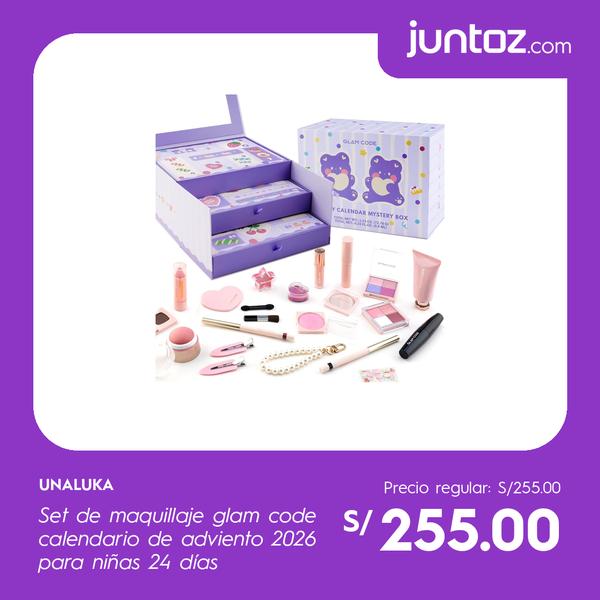 juntoz.com
GLAM CODE
Y CALENDAR MYSTERY BOX
UNALUKA
Precio regular: S/255.00
Set de maquillaje glam code
calendario de adviento 2026
para niñas 24 días
S/ 255.00